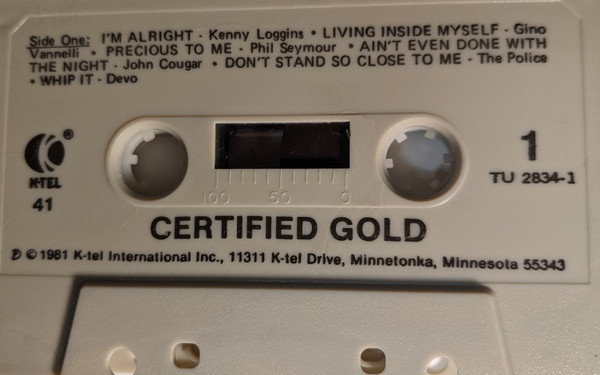 Side One: I'M ALRIGHT - Kenny Loggins • LIVING INSIDE MYSELF - Gino
Vannelli • PRECIOUS TO ME - Phil Seymour • AIN'T EVEN DONE WITH
THE NIGHT - John Cougar • DON'T STAND SO CLOSE TO ME - The Police
• WHIP IT - Devo
®
K-TEL
41
100 50 0
1
TU 2834-1
CERTIFIED GOLD
℗ © 1981 K-tel International Inc., 11311 K-tel Drive, Minnetonka, Minnesota 55343